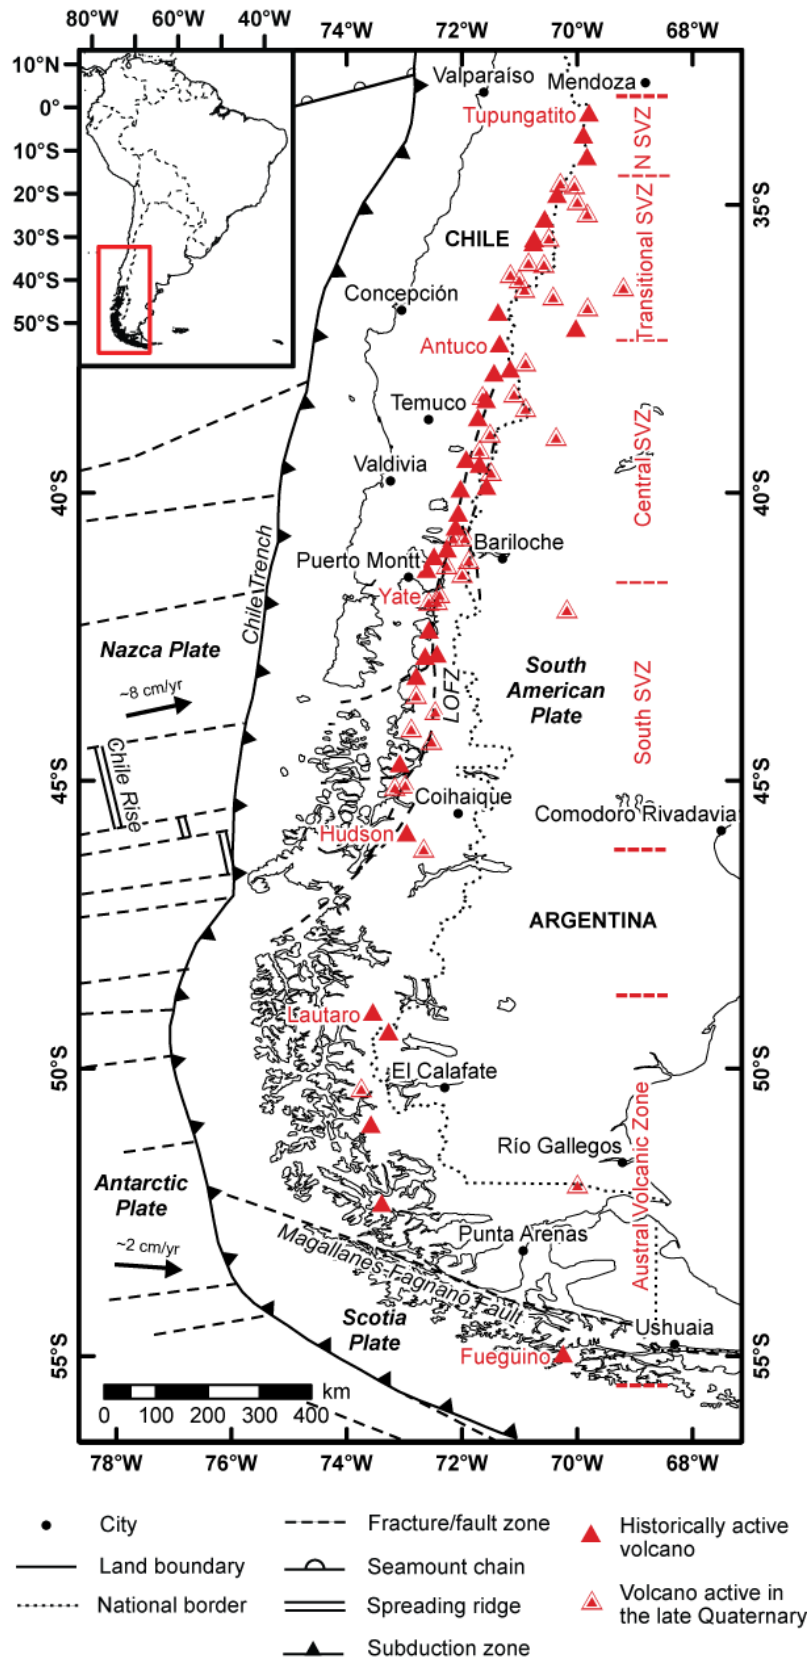 80°W 60°W 40°W
74°W 72°W 70°W 68°W
10°N
0°
10°S
20°S
30°S
40°S
50°S
Valparaíso
Mendoza
Tupungatito
N SVZ
35°S
35°S
CHILE
Transitional SVZ
Concepción
Antuco
Temuco
Central SVZ
Valdivia
40°S
40°S
Chile Trench
Puerto Montt
Bariloche
Yate
Nazca Plate
~8 cm/yr
LOFZ
South
American
Plate
South SVZ
Chile Rise
45°S
45°S
Coihaique
Comodoro Rivadavia
Hudson
ARGENTINA
Lautaro
50°S
50°S
El Calafate
Río Gallegos
Austral Volcanic Zone
Antarctic
Plate
~2 cm/yr
Punta Arenas
Magallanes-Fagnano Fault
Scotia
Plate
Ushuaia
Fueguino
55°S
55°S
km
0 100 200 300 400
78°W 76°W 74°W 72°W 70°W 68°W
City
Land boundary
National border
Fracture/fault zone
Seamount chain
Spreading ridge
Subduction zone
Historically active
volcano
Volcano active in
the late Quaternary